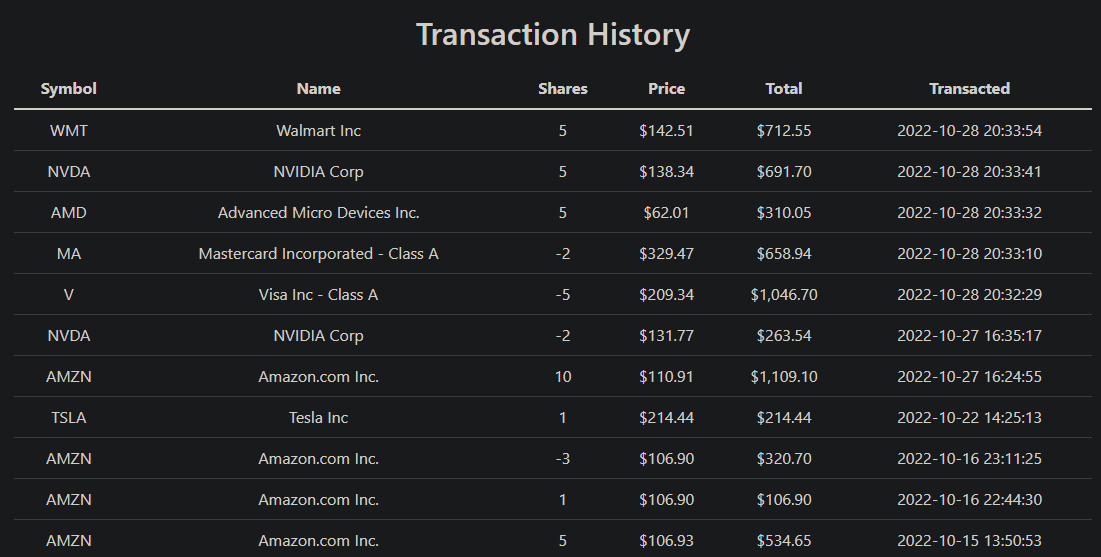 Transaction History
Symbol Name Shares Price Total Transacted
WMT Walmart Inc 5 $142.51 $712.55 2022-10-28 20:33:54
NVDA NVIDIA Corp 5 $138.34 $691.70 2022-10-28 20:33:41
AMD Advanced Micro Devices Inc. 5 $62.01 $310.05 2022-10-28 20:33:32
MA Mastercard Incorporated - Class A -2 $329.47 $658.94 2022-10-28 20:33:10
V Visa Inc - Class A -5 $209.34 $1,046.70 2022-10-28 20:32:29
NVDA NVIDIA Corp -2 $131.77 $263.54 2022-10-27 16:35:17
AMZN Amazon.com Inc. 10 $110.91 $1,109.10 2022-10-27 16:24:55
TSLA Tesla Inc 1 $214.44 $214.44 2022-10-22 14:25:13
AMZN Amazon.com Inc. -3 $106.90 $320.70 2022-10-16 23:11:25
AMZN Amazon.com Inc. 1 $106.90 $106.90 2022-10-16 22:44:30
AMZN Amazon.com Inc. 5 $106.93 $534.65 2022-10-15 13:50:53